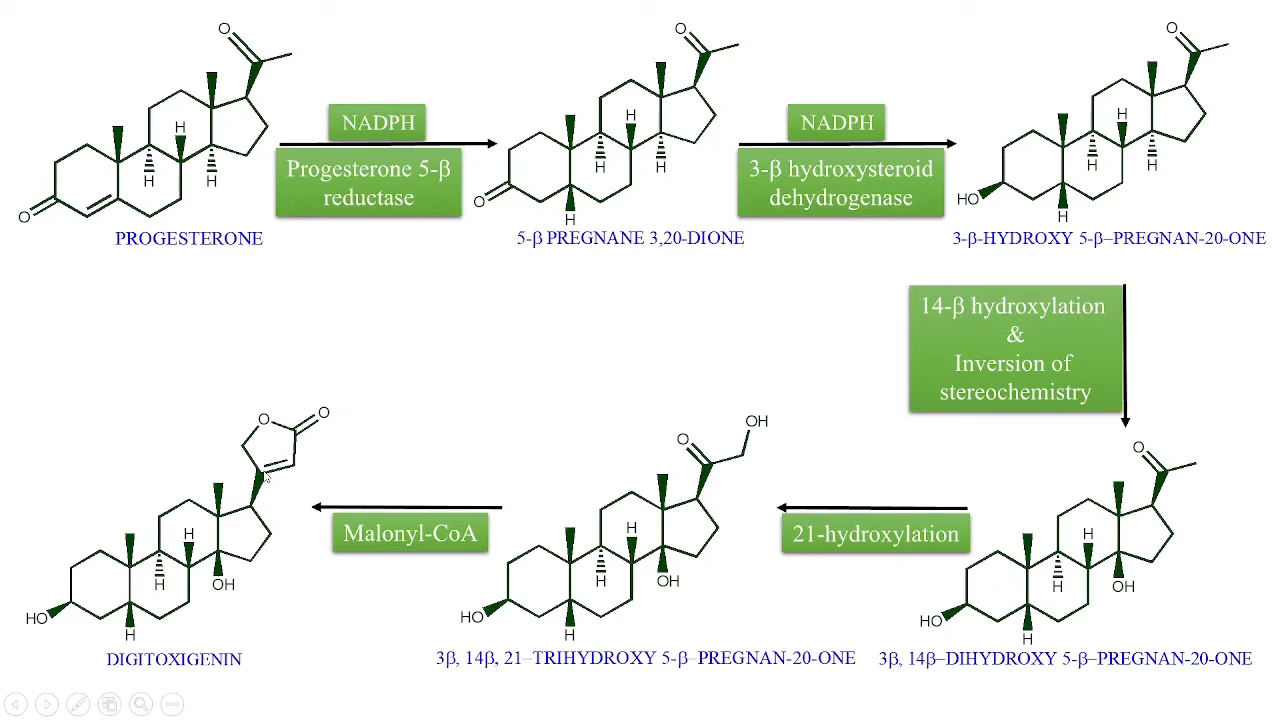 O
O
O
H
H
H
O
PROGESTERONE
NADPH
Progesterone 5-β
reductase
H
H
H
O
H
5-β PREGNANE 3,20-DIONE
NADPH
3-β hydroxysteroid
dehydrogenase
H
H
H
HO
H
3-β-HYDROXY 5-β–PREGNAN-20-ONE
14-β hydroxylation
&
Inversion of
stereochemistry
O
H
H
OH
HO
H
3β, 14β–DIHYDROXY 5-β–PREGNAN-20-ONE
21-hydroxylation
OH
O
H
H
OH
HO
H
3β, 14β, 21–TRIHYDROXY 5-β–PREGNAN-20-ONE
Malonyl-CoA
O
O
H
H
OH
HO
H
DIGITOXIGENIN